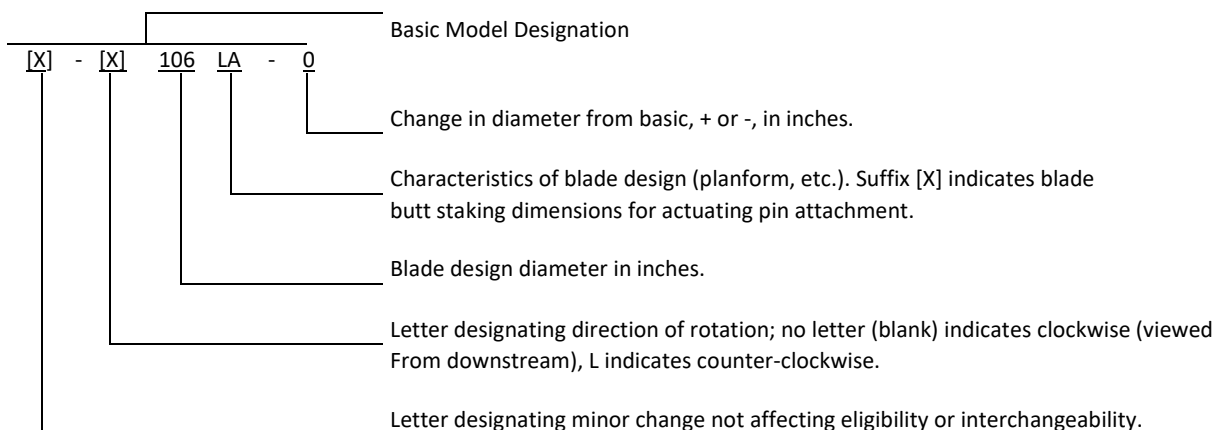 Basic Model Designation
[X] - [X] 106 LA - 0
Change in diameter from basic, + or -, in inches.
Characteristics of blade design (planform, etc.). Suffix [X] indicates blade
butt staking dimensions for actuating pin attachment.
Blade design diameter in inches.
Letter designating direction of rotation; no letter (blank) indicates clockwise (viewed
From downstream), L indicates counter-clockwise.
Letter designating minor change not affecting eligibility or interchangeability.